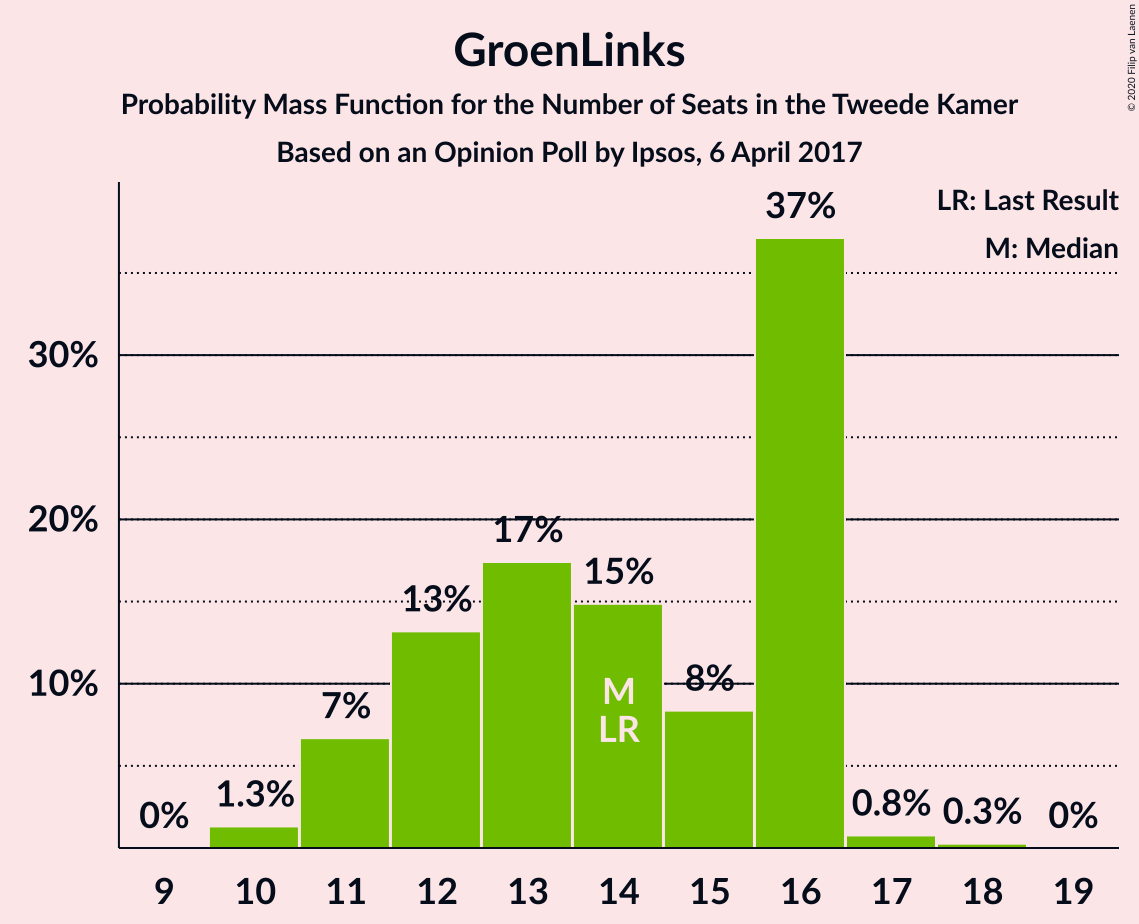 GroenLinks
Probability Mass Function for the Number of Seats in the Tweede Kamer
Based on an Opinion Poll by Ipsos, 6 April 2017
© 2020 Filip van Laenen
LR: Last Result
M: Median
37%
30%
20%
17%
15%
13%
10%
8%
7%
M
LR
1.3%
0%
0.8%
0.3%
0%
9 10 11 12 13 14 15 16 17 18 19